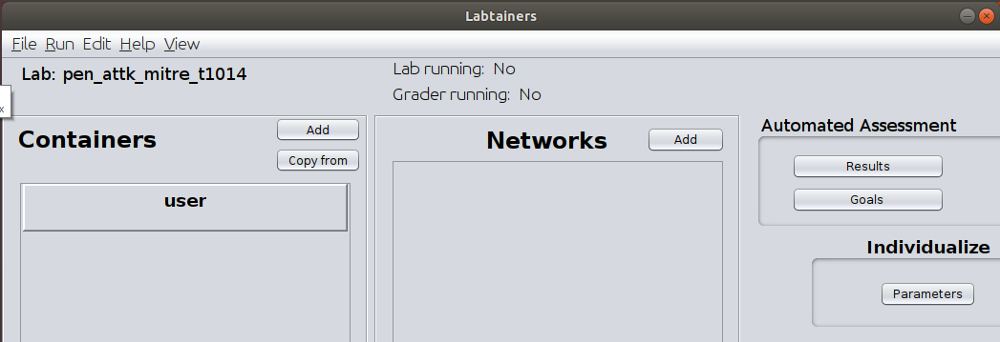 Labtainers
File Run Edit Help View
Lab: pen_attk_mitre_t1014
Lab running: No
Grader running: No
x
Containers
Add
Copy from
user
Networks
Add
Automated Assessment
Results
Goals
Individualize
Parameters